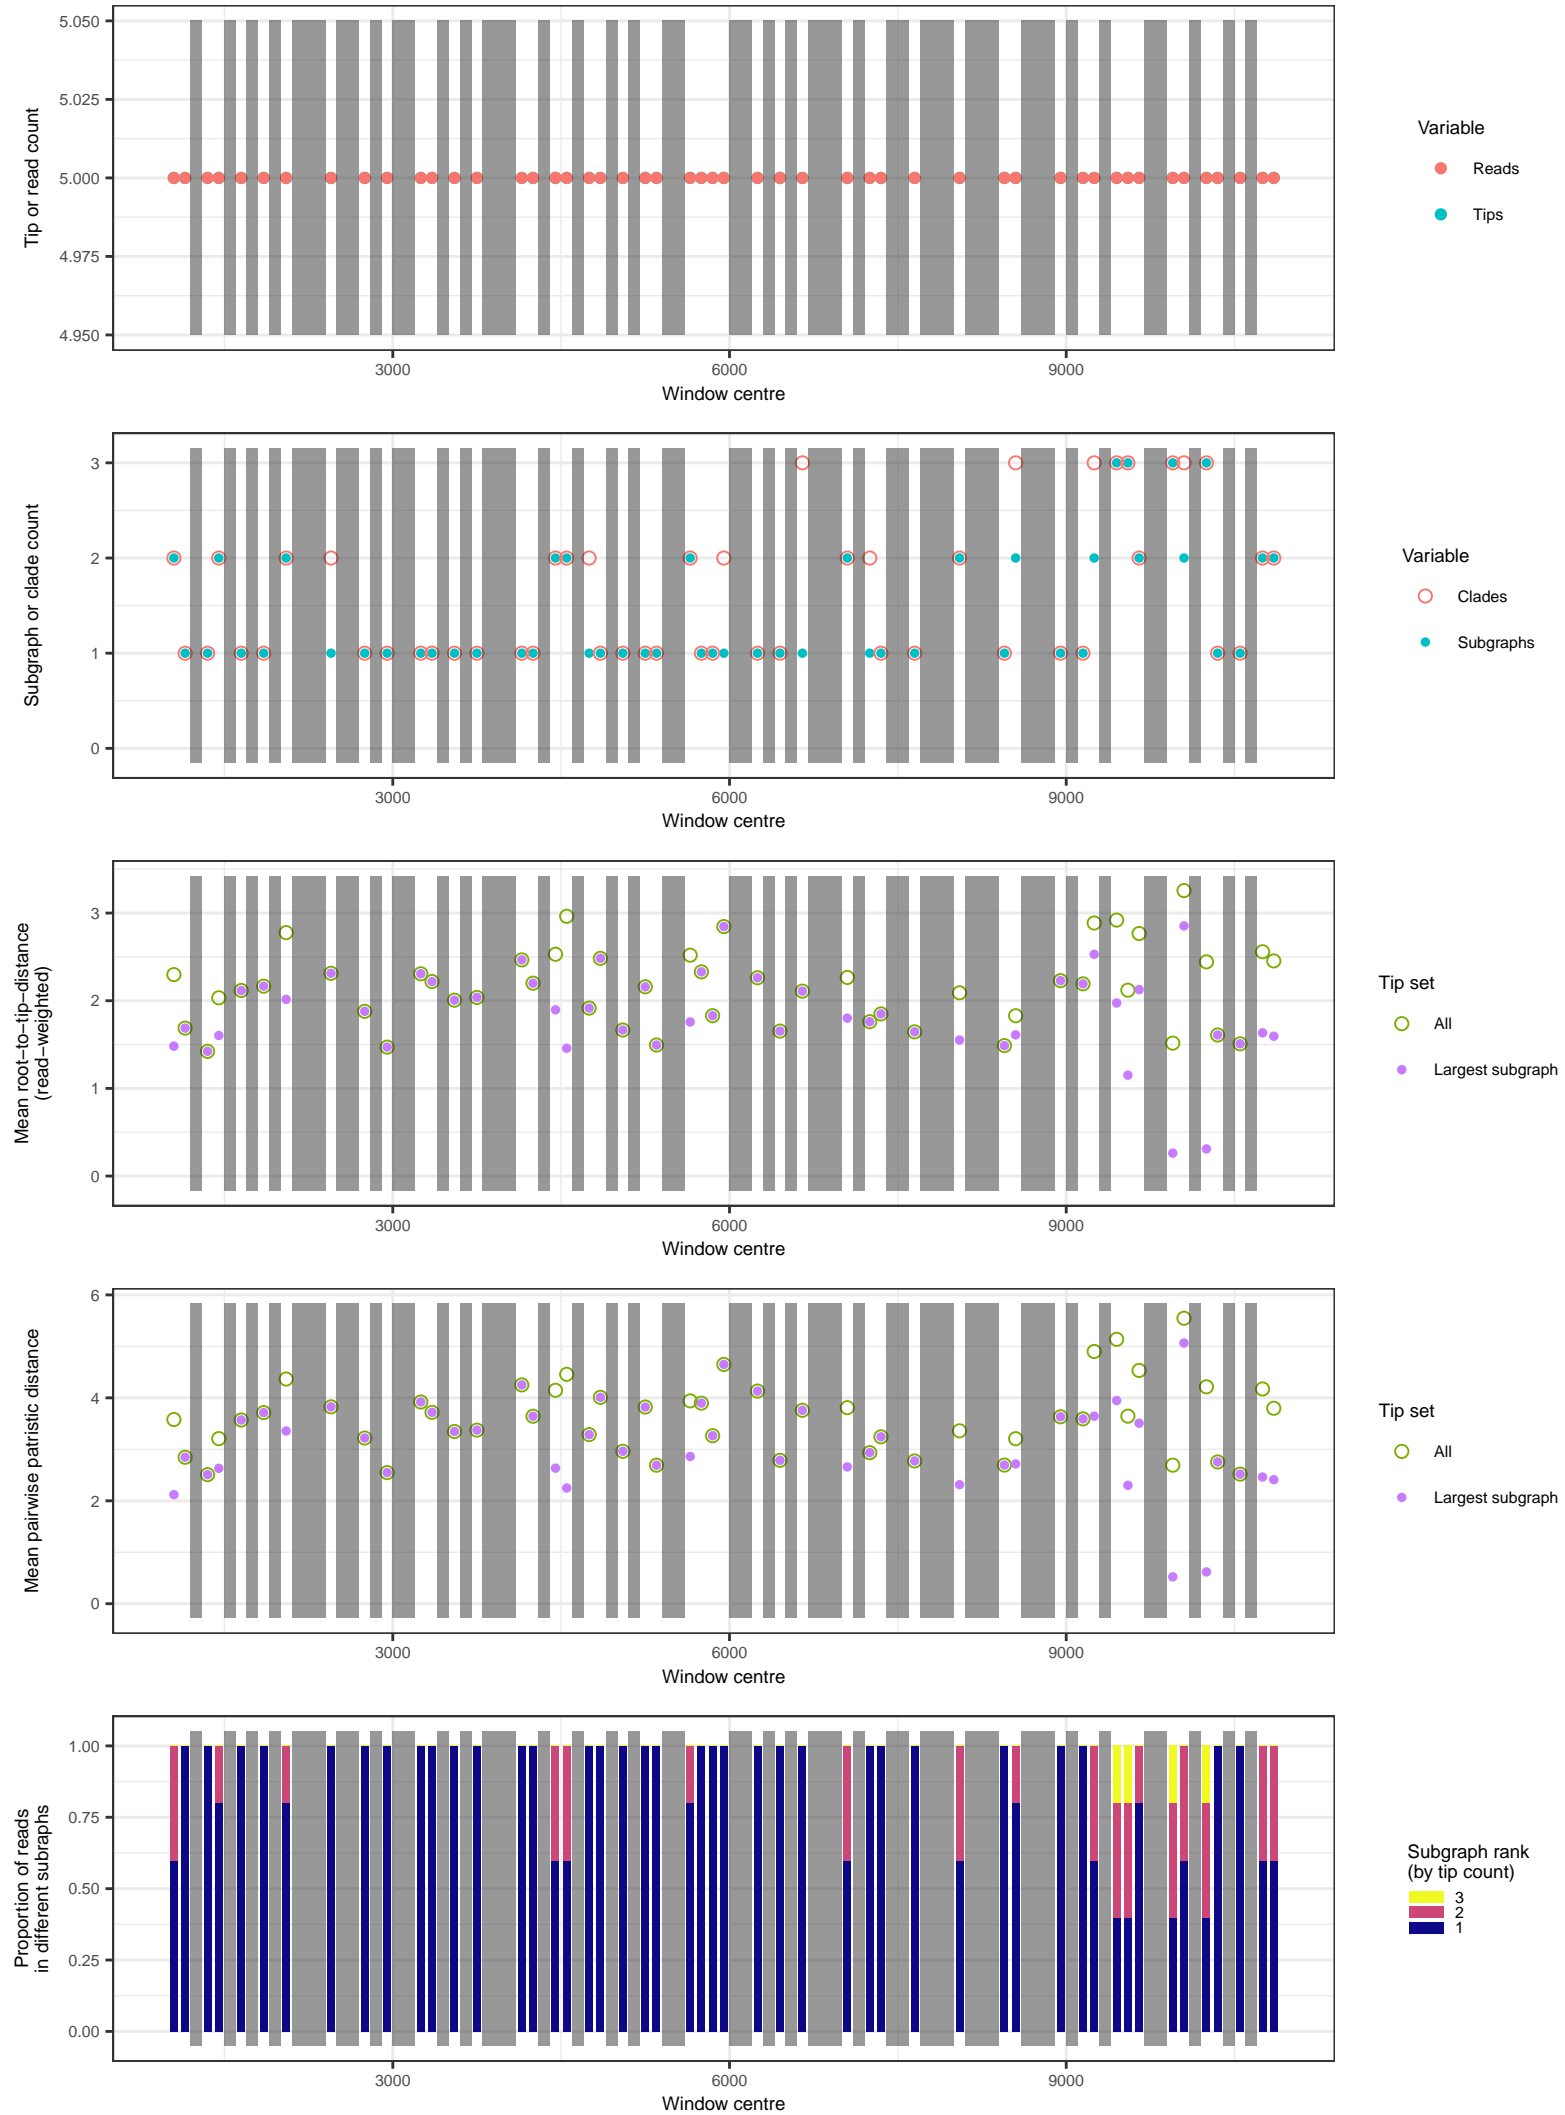 5.050
5.025
5.000
4.975
4.950
Tip or read count
3000 6000 9000
Window centre
Variable
Reads
Tips
3
2
1
0
Subgraph or clade count
3000 6000 9000
Window centre
Variable
Clades
Subgraphs
3
2
1
0
Mean root−to−tip−distance
(read−weighted)
3000 6000 9000
Window centre
Tip set
All
Largest subgraph
6
4
2
0
Mean pairwise patristic distance
3000 6000 9000
Window centre
Tip set
All
Largest subgraph
1.00
0.75
0.50
0.25
0.00
Proportion of reads
in different subraphs
3000 6000 9000
Window centre
Subgraph rank
(by tip count)
3
2
1